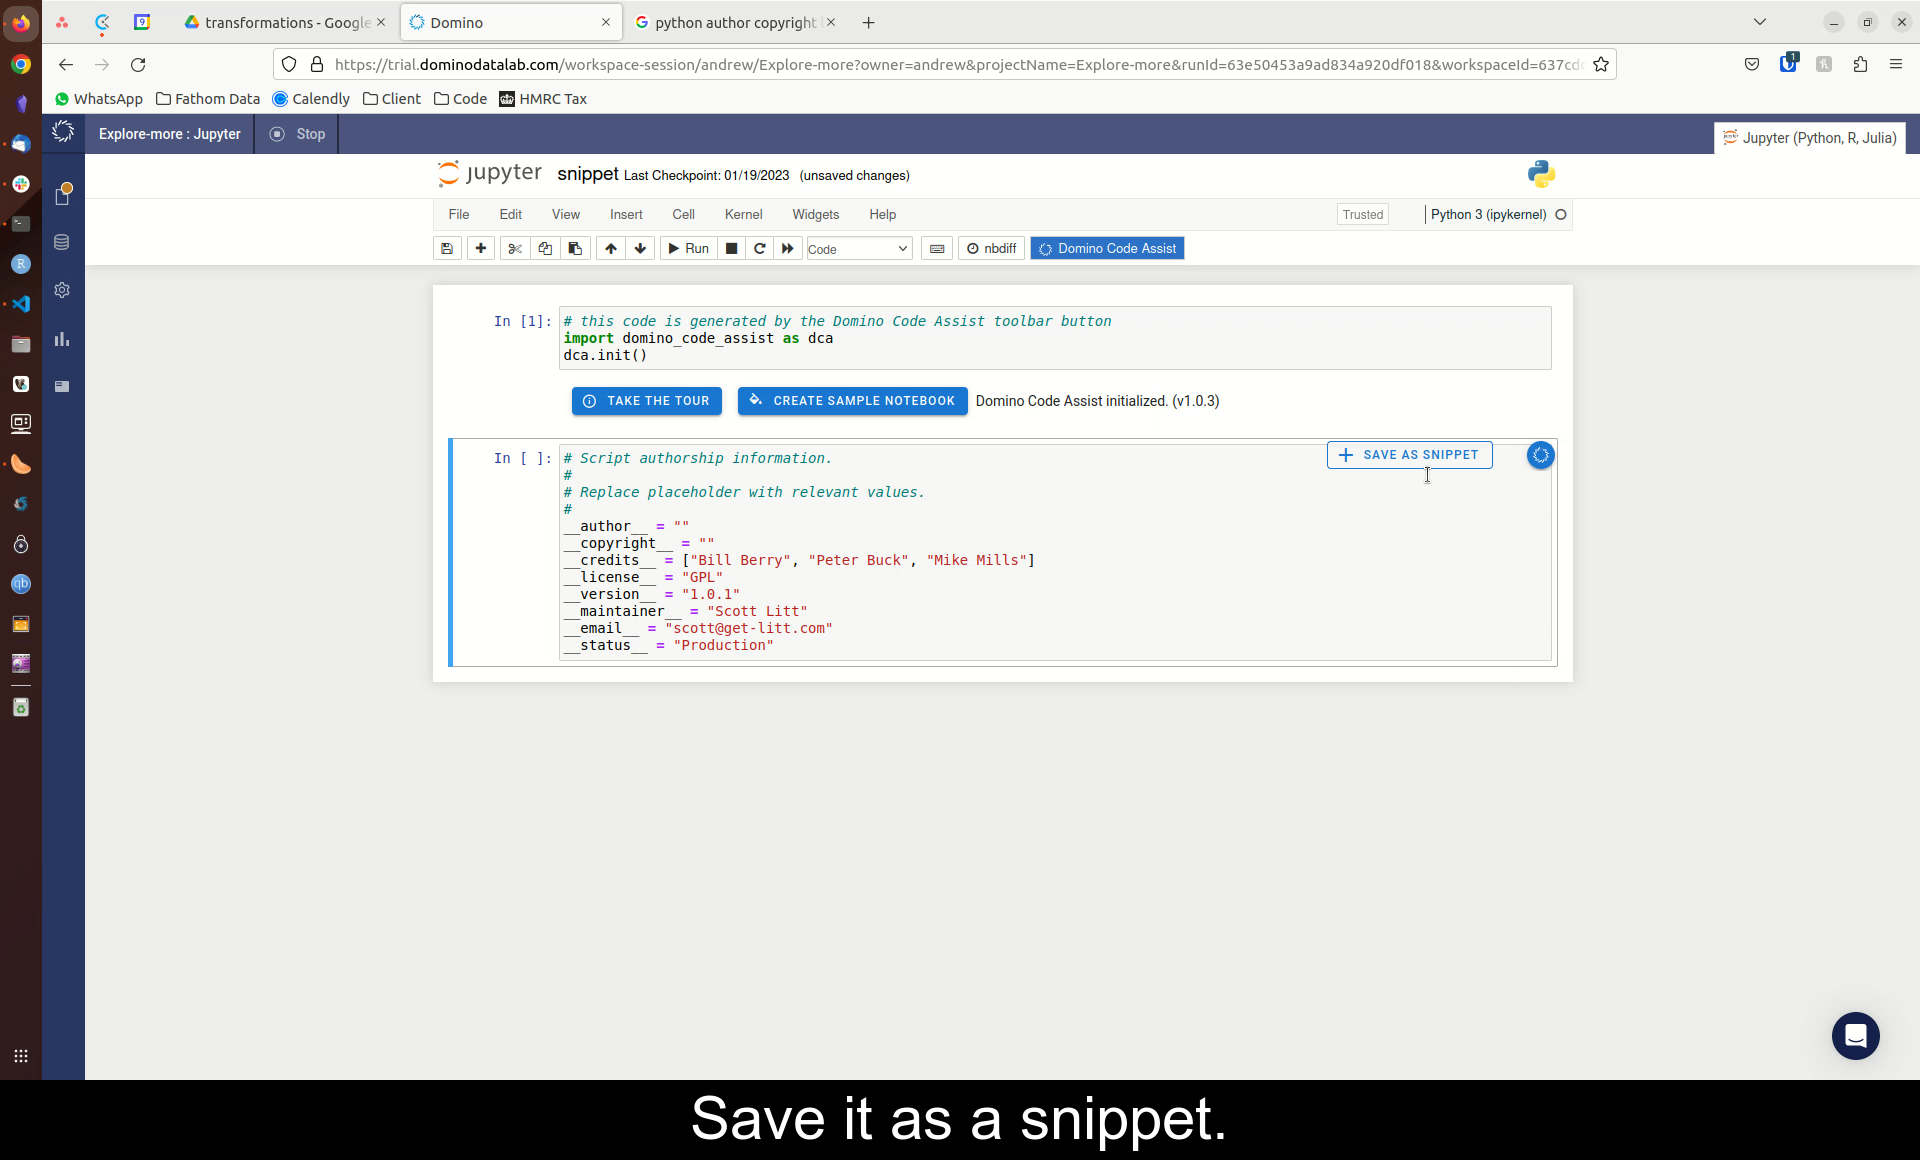 transformations - Google
Domino
python author copyright
https://trial.dominodatalab.com/workspace-session/andrew/Explore-more?owner=andrew&projectName=Explore-more&runId=63e50453a9ad834a920df018&workspaceId=637cd
WhatsApp Fathom Data Calendly Client Code HMRC Tax
Explore-more : Jupyter Stop
Jupyter (Python, R, Julia)
jupyter snippet Last Checkpoint: 01/19/2023 (unsaved changes)
File Edit View Insert Cell Kernel Widgets Help Trusted Python 3 (ipykernel)
Run Code nbdiff Domino Code Assist
In [1]: # this code is generated by the Domino Code Assist toolbar button
import domino_code_assist as dca
dca.init()
TAKE THE TOUR CREATE SAMPLE NOTEBOOK Domino Code Assist initialized. (v1.0.3)
SAVE AS SNIPPET
In [ ]: # Script authorship information.
#
# Replace placeholder with relevant values.
#
__author__ = ""
__copyright__ = ""
__credits__ = ["Bill Berry", "Peter Buck", "Mike Mills"]
__license__ = "GPL"
__version__ = "1.0.1"
__maintainer__ = "Scott Litt"
__email__ = "scott@get-litt.com"
__status__ = "Production"
Save it as a snippet.